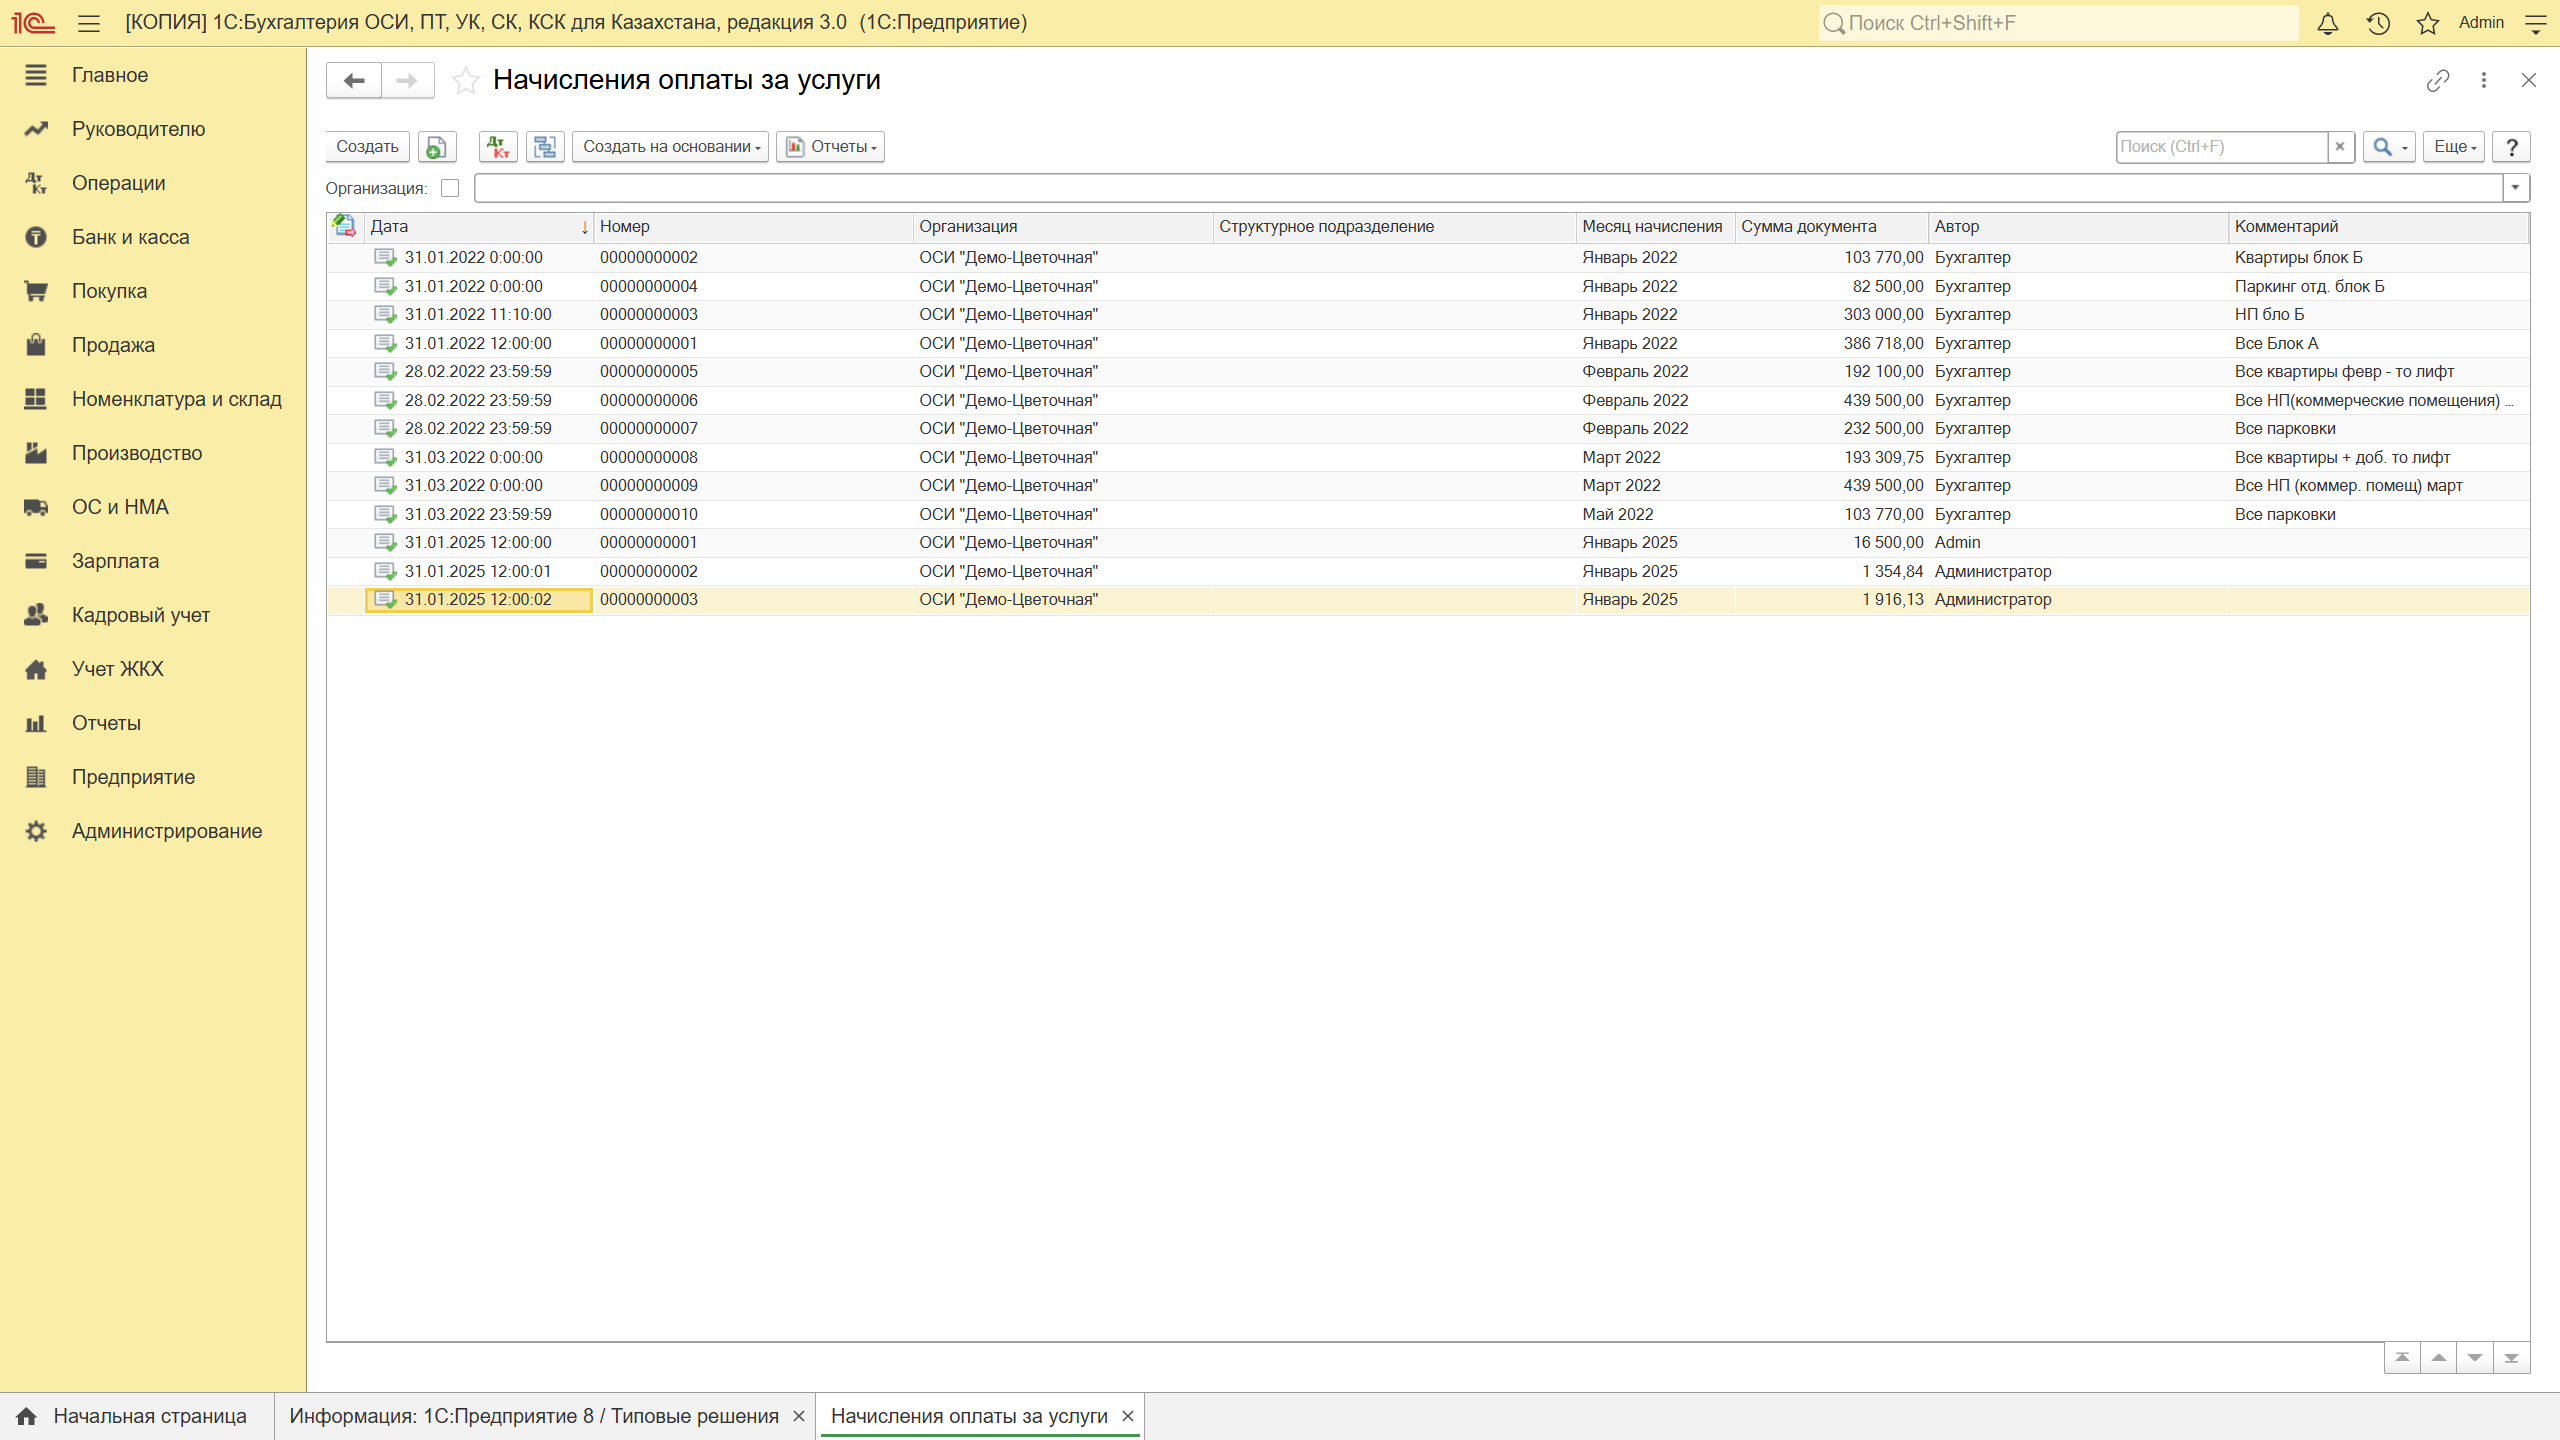 [КОПИЯ] 1С:Бухгалтерия ОСИ, ПТ, УК, СК, КСК для Казахстана, редакция 3.0 (1С:Предприятие)
Поиск Ctrl+Shift+F
Admin
Главное
Руководителю
Операции
Банк и касса
Покупка
Продажа
Номенклатура и склад
Производство
ОС и НМА
Зарплата
Кадровый учет
Учет ЖКХ
Отчеты
Предприятие
Администрирование
Начисления оплаты за услуги
Создать Дт Кт Создать на основании Отчеты Поиск (Ctrl+F) × Еще ?
Организация:
Дата ↓ Номер Организация Структурное подразделение Месяц начисления Сумма документа Автор Комментарий
31.01.2022 0:00:00 00000000002 ОСИ "Демо-Цветочная" Январь 2022 103 770,00 Бухгалтер Квартиры блок Б
31.01.2022 0:00:00 00000000004 ОСИ "Демо-Цветочная" Январь 2022 82 500,00 Бухгалтер Паркинг отд. блок Б
31.01.2022 11:10:00 00000000003 ОСИ "Демо-Цветочная" Январь 2022 303 000,00 Бухгалтер НП бло Б
31.01.2022 12:00:00 00000000001 ОСИ "Демо-Цветочная" Январь 2022 386 718,00 Бухгалтер Все Блок А
28.02.2022 23:59:59 00000000005 ОСИ "Демо-Цветочная" Февраль 2022 192 100,00 Бухгалтер Все квартиры февр - то лифт
28.02.2022 23:59:59 00000000006 ОСИ "Демо-Цветочная" Февраль 2022 439 500,00 Бухгалтер Все НП(коммерческие помещения) ...
28.02.2022 23:59:59 00000000007 ОСИ "Демо-Цветочная" Февраль 2022 232 500,00 Бухгалтер Все парковки
31.03.2022 0:00:00 00000000008 ОСИ "Демо-Цветочная" Март 2022 193 309,75 Бухгалтер Все квартиры + доб. то лифт
31.03.2022 0:00:00 00000000009 ОСИ "Демо-Цветочная" Март 2022 439 500,00 Бухгалтер Все НП (коммер. помещ) март
31.03.2022 23:59:59 00000000010 ОСИ "Демо-Цветочная" Май 2022 103 770,00 Бухгалтер Все парковки
31.01.2025 12:00:00 00000000001 ОСИ "Демо-Цветочная" Январь 2025 16 500,00 Admin
31.01.2025 12:00:01 00000000002 ОСИ "Демо-Цветочная" Январь 2025 1 354,84 Администратор
31.01.2025 12:00:02 00000000003 ОСИ "Демо-Цветочная" Январь 2025 1 916,13 Администратор
Начальная страница
Информация: 1С:Предприятие 8 / Типовые решения ×
Начисления оплаты за услуги ×